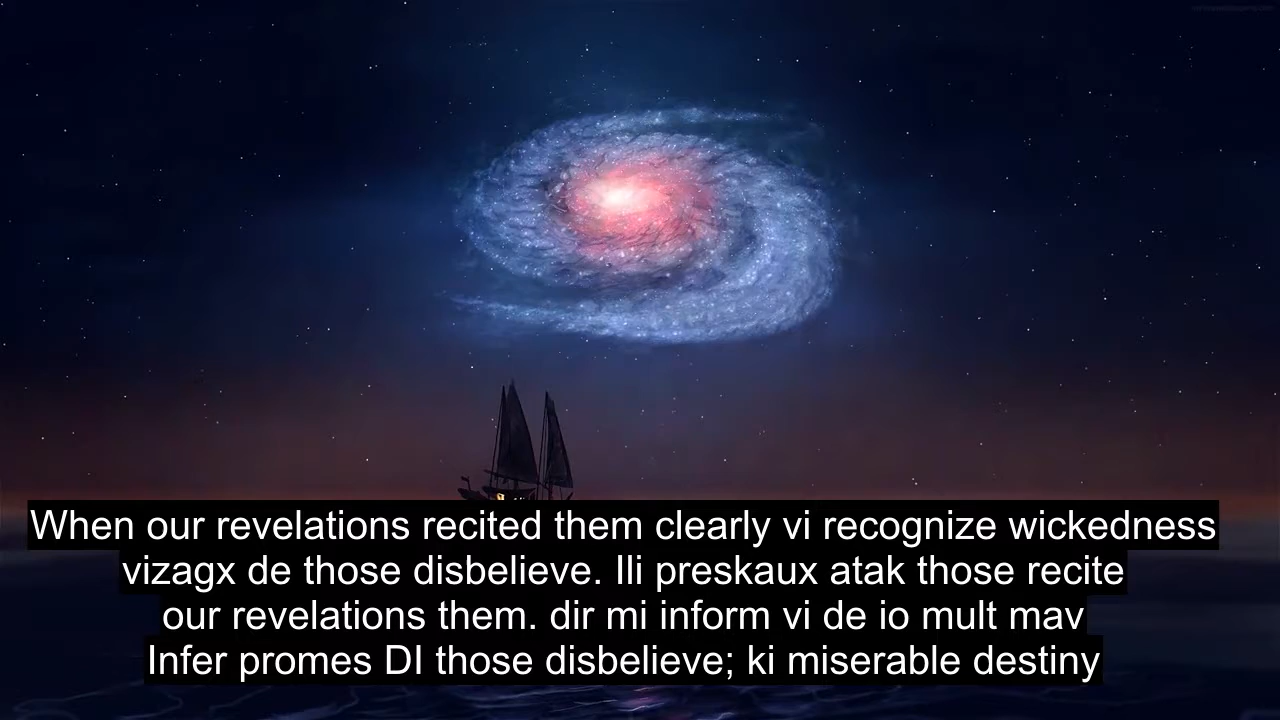 When our revelations recited them clearly vi recognize wickedness
vizagx de those disbelieve. Ili preskaux atak those recite
our revelations them. dir mi inform vi de io mult mav
Infer promes DI those disbelieve; ki miserable destiny